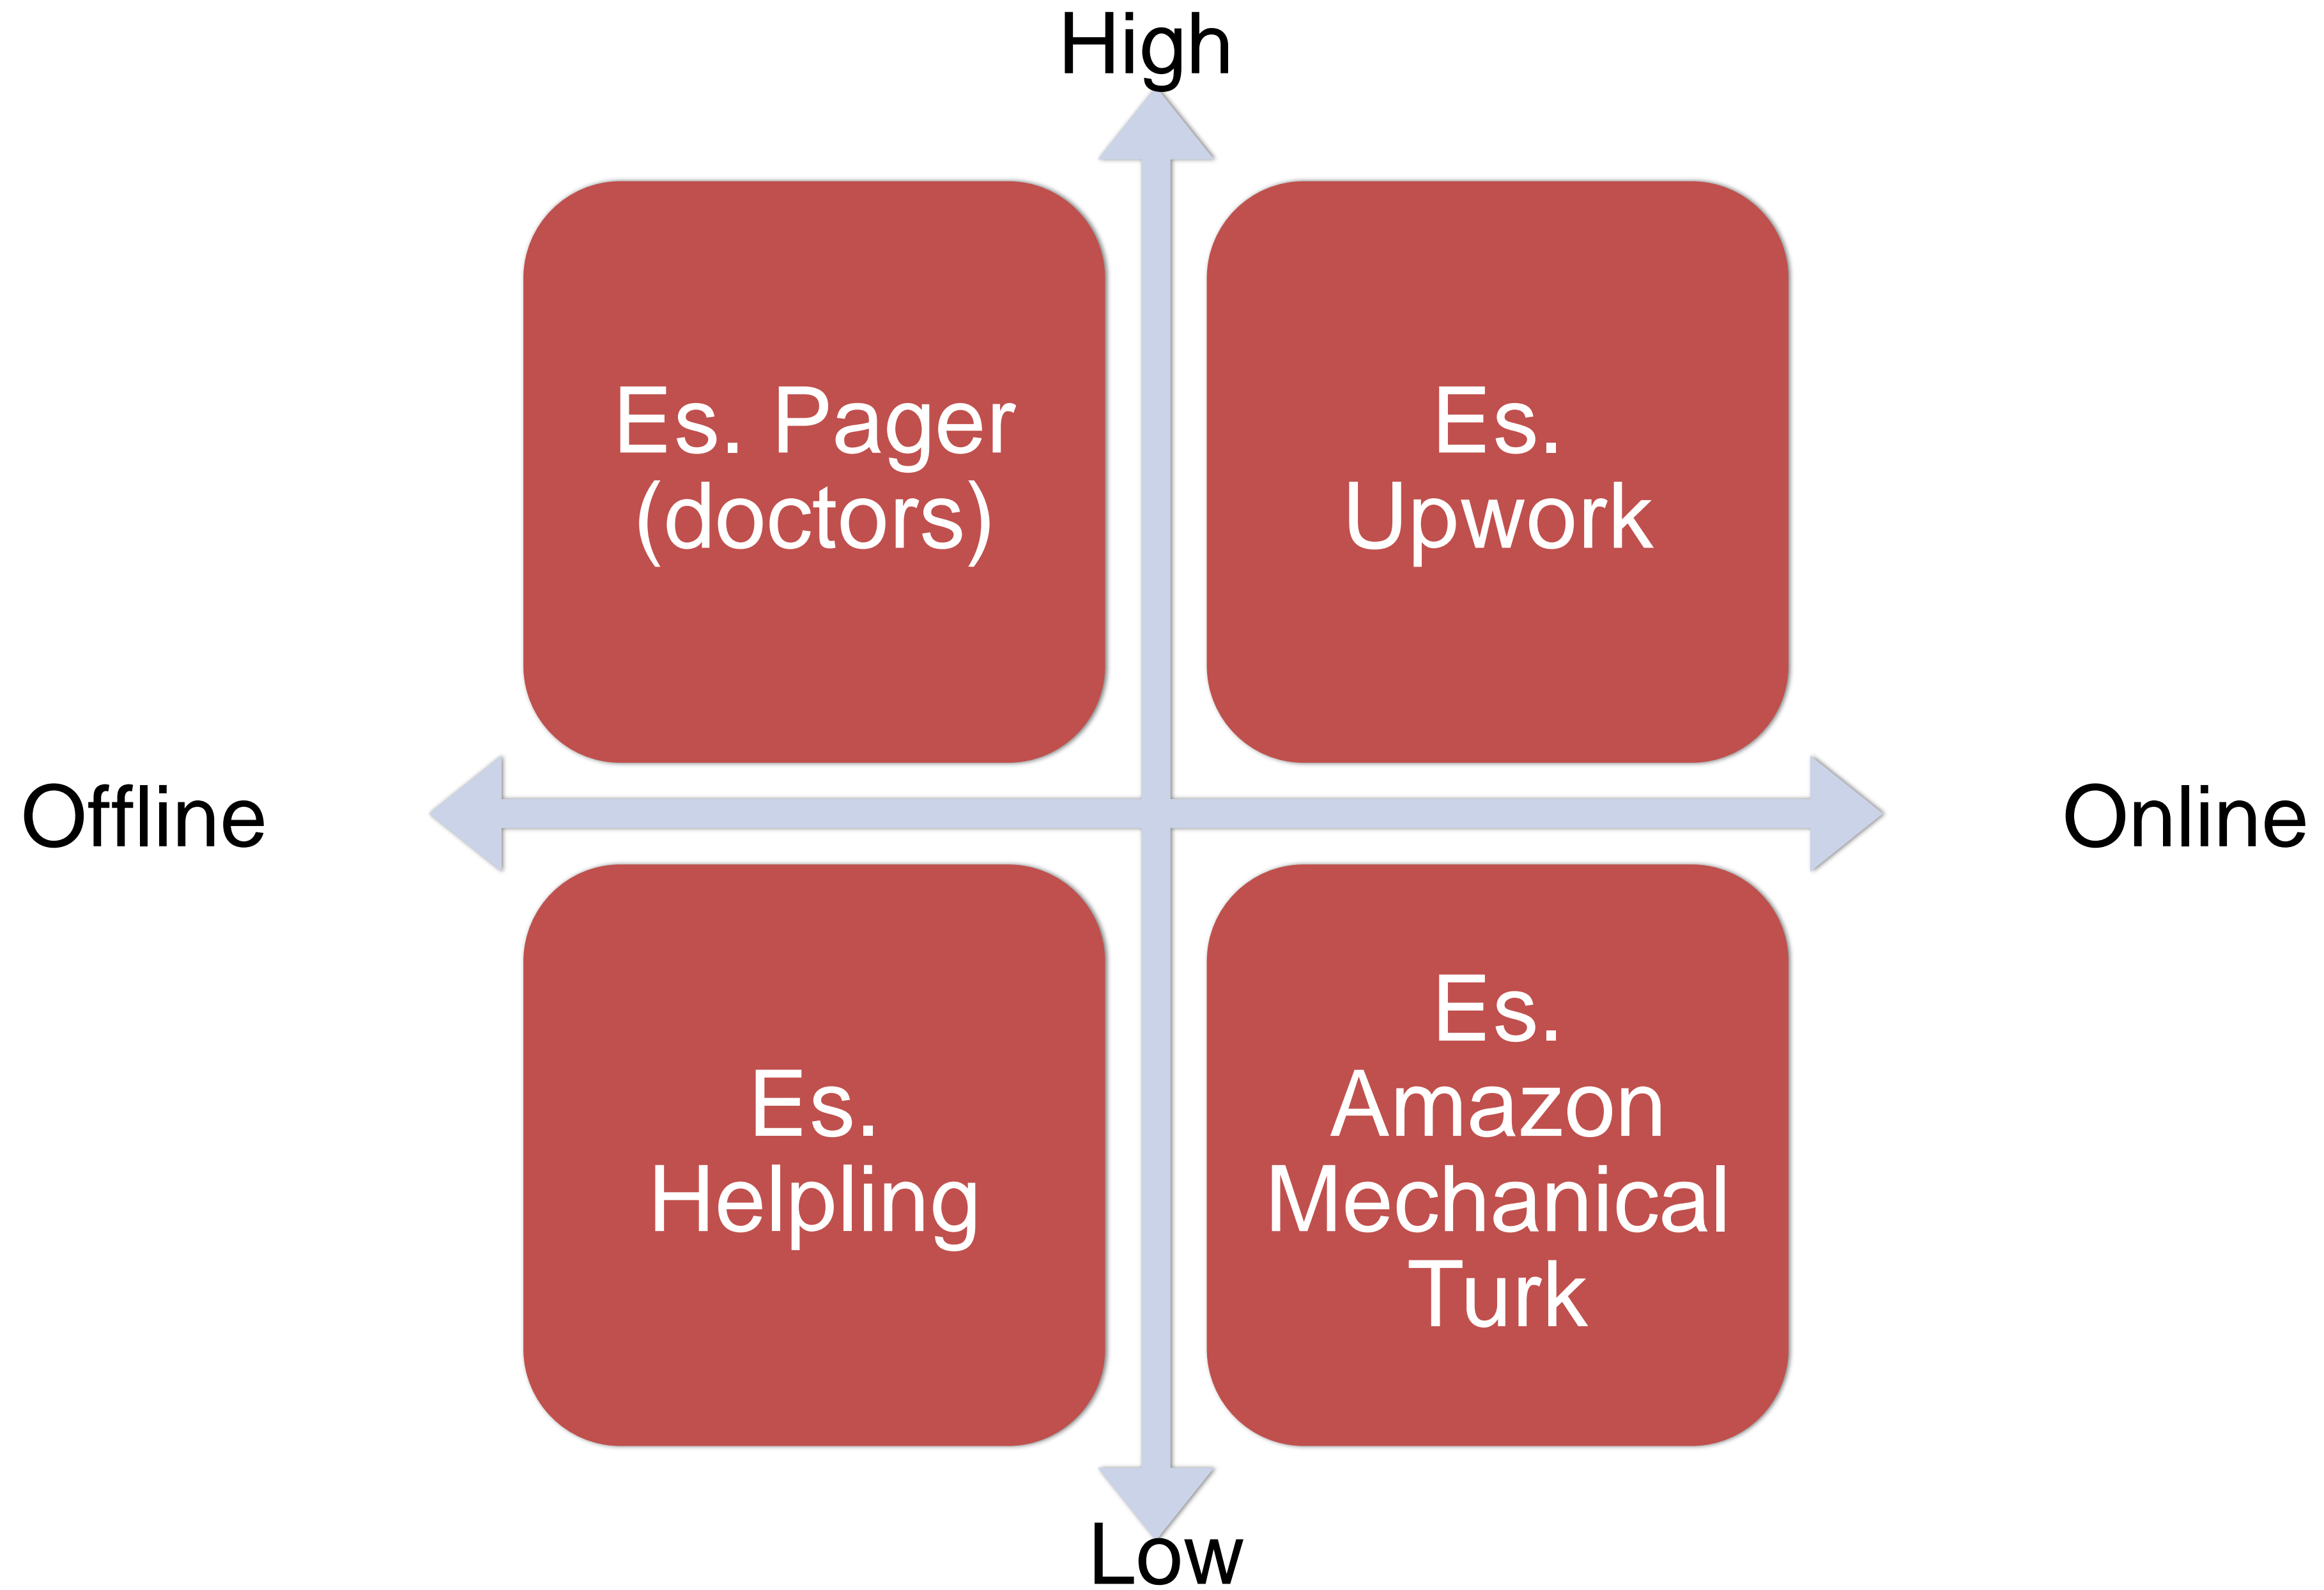 High
Es. Pager
(doctors)
Es.
Upwork
Offline
Online
Es.
Helpling
Es.
Amazon
Mechanical
Turk
Low